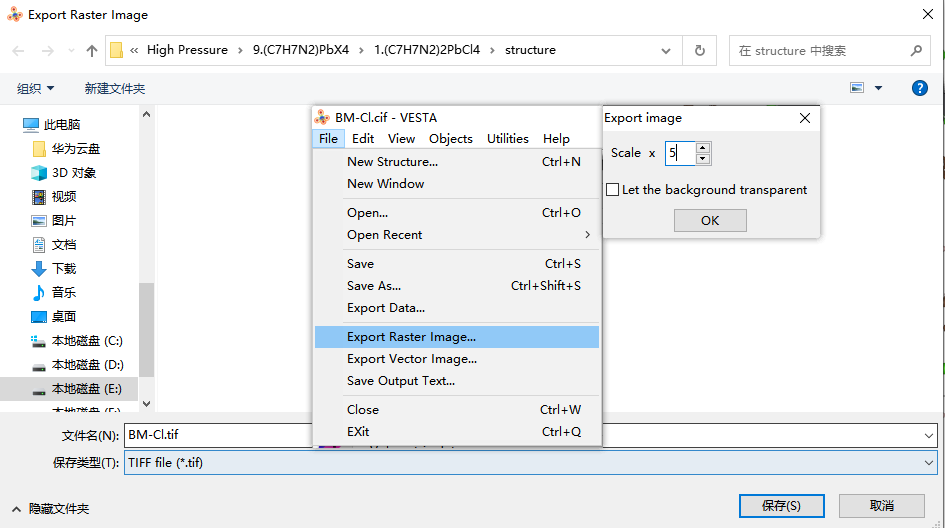 Export Raster Image
« High Pressure › 9.(C7H7N2)PbX4 › 1.(C7H7N2)2PbCl4 › structure
在 structure 中搜索
组织
新建文件夹
此电脑
华为云盘
3D 对象
视频
图片
文档
下载
音乐
桌面
本地磁盘 (C:)
本地磁盘 (D:)
本地磁盘 (E:)
BM-Cl.cif - VESTA
File Edit View Objects Utilities Help
New Structure... Ctrl+N
New Window
Open... Ctrl+O
Open Recent
Save Ctrl+S
Save As... Ctrl+Shift+S
Export Data...
Export Raster Image...
Export Vector Image...
Save Output Text...
Close Ctrl+W
EXit Ctrl+Q
Export image
Scale x 5
Let the background transparent
OK
文件名(N): BM-Cl.tif
保存类型(T): TIFF file (*.tif)
隐藏文件夹
保存(S)
取消